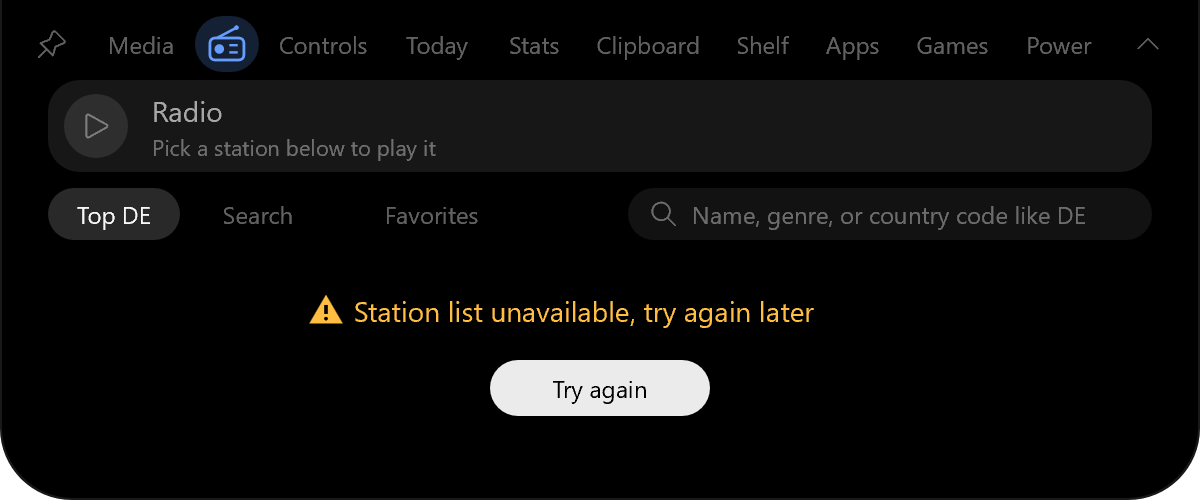 Media Controls Today Stats Clipboard Shelf Apps Games Power
Radio
Pick a station below to play it
Top DE Search Favorites Name, genre, or country code like DE
Station list unavailable, try again later
Try again